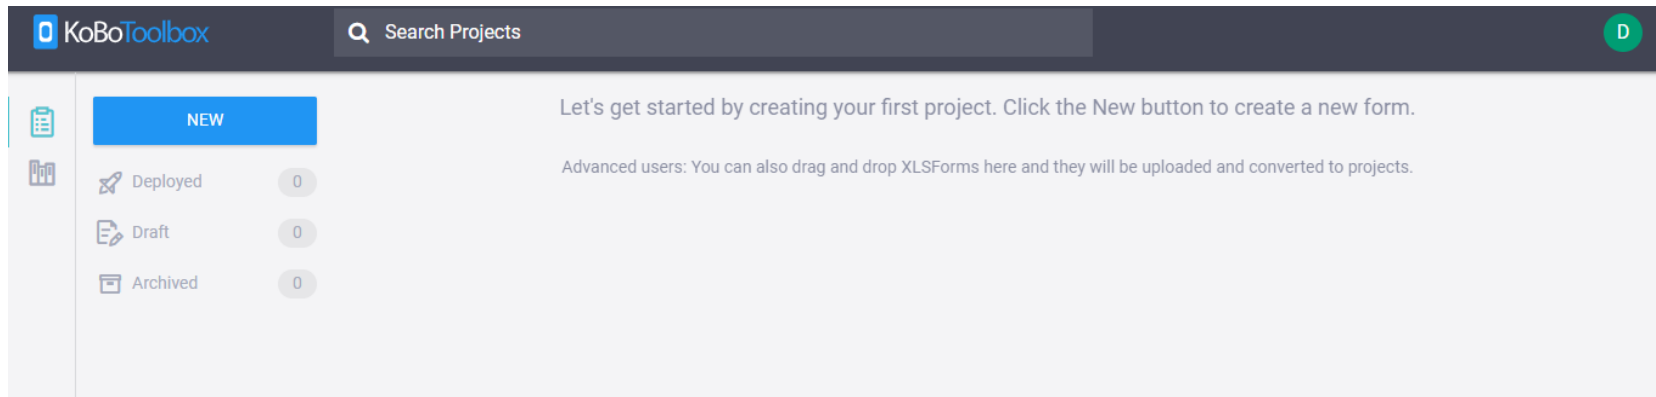 KoBoToolbox
Search Projects
D
NEW
Deployed 0
Draft 0
Archived 0
Let's get started by creating your first project. Click the New button to create a new form.
Advanced users: You can also drag and drop XLSForms here and they will be uploaded and converted to projects.